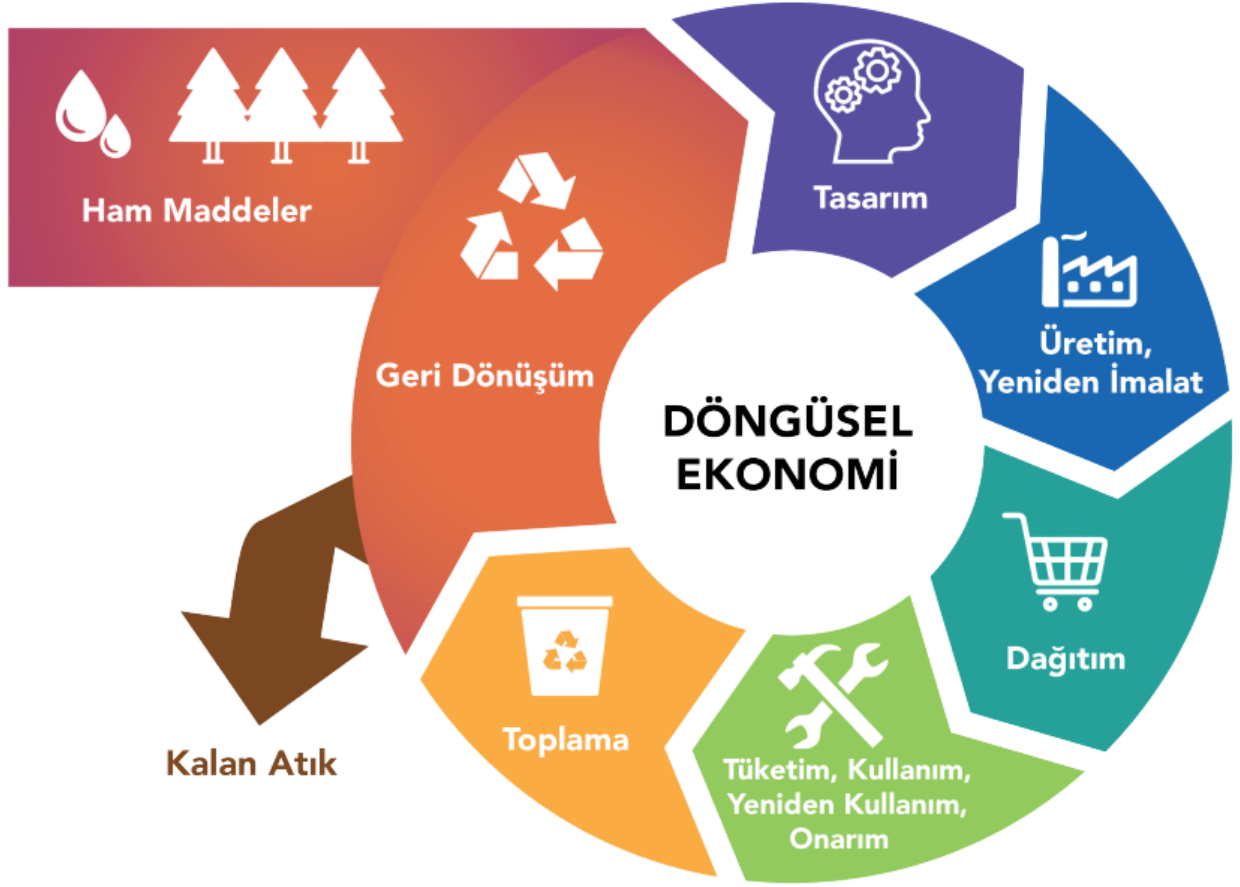 Ham Maddeler
Tasarım
Üretim,
Yeniden İmalat
Geri Dönüşüm
DÖNGÜSEL
EKONOMİ
Dağıtım
Toplama
Tüketim, Kullanım,
Yeniden Kullanım,
Onarım
Kalan Atık